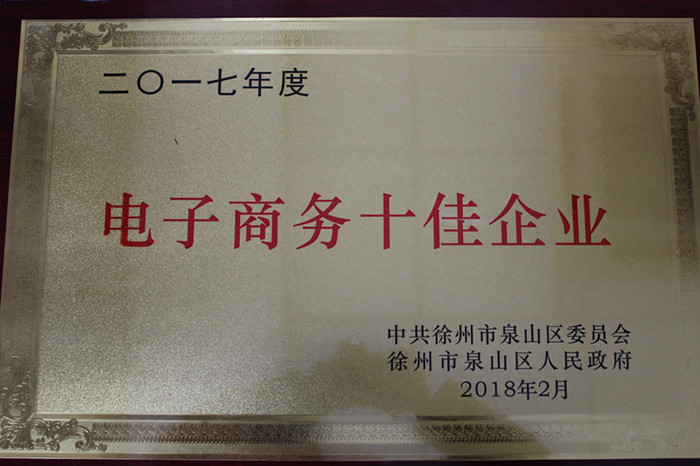 二〇一七年度
电子商务十佳企业
中共徐州市泉山区委员会
徐州市泉山区人民政府
2018年2月